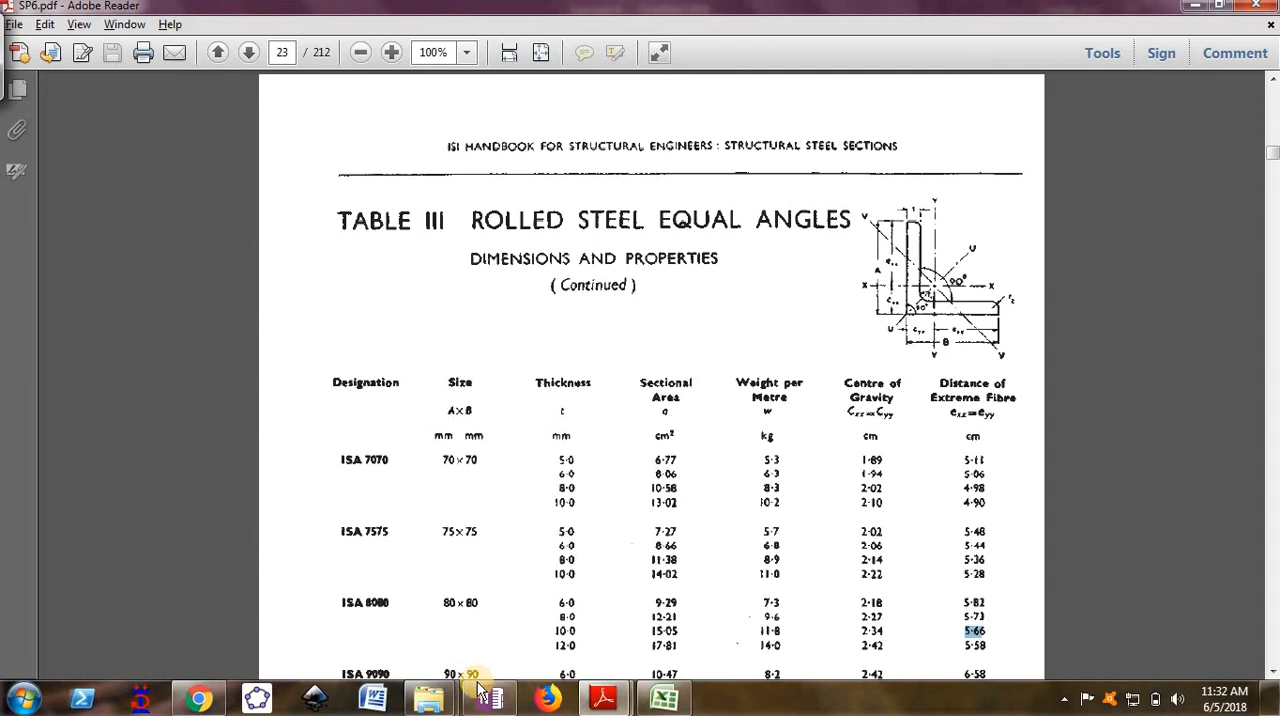 SP6.pdf - Adobe Reader
File Edit View Window Help
23 / 212 100% Tools Sign Comment
ISI HANDBOOK FOR STRUCTURAL ENGINEERS : STRUCTURAL STEEL SECTIONS
TABLE III ROLLED STEEL EQUAL ANGLES
DIMENSIONS AND PROPERTIES
( Continued )
Designation Size Thickness Sectional Area Weight per Metre Centre of Gravity Distance of Extreme Fibre
A×B t a w Cxx=Cyy exx=eyy
mm mm mm cm² kg cm cm
ISA 7070 70×70 5·0 6·77 5·3 1·89 5·11
6·0 8·06 6·3 1·94 5·06
8·0 10·58 8·3 2·02 4·98
10·0 13·02 10·2 2·10 4·90
ISA 7575 75×75 5·0 7·27 5·7 2·02 5·48
6·0 8·66 6·8 2·06 5·44
8·0 11·38 8·9 2·14 5·36
10·0 14·02 11·0 2·22 5·28
ISA 8080 80×80 6·0 9·29 7·3 2·18 5·82
8·0 12·21 9·6 2·27 5·73
10·0 15·05 11·8 2·34 5·66
12·0 17·81 14·0 2·42 5·58
ISA 9090 90×90 6·0 10·47 8·2 2·42 6·58
11:32 AM
6/5/2018